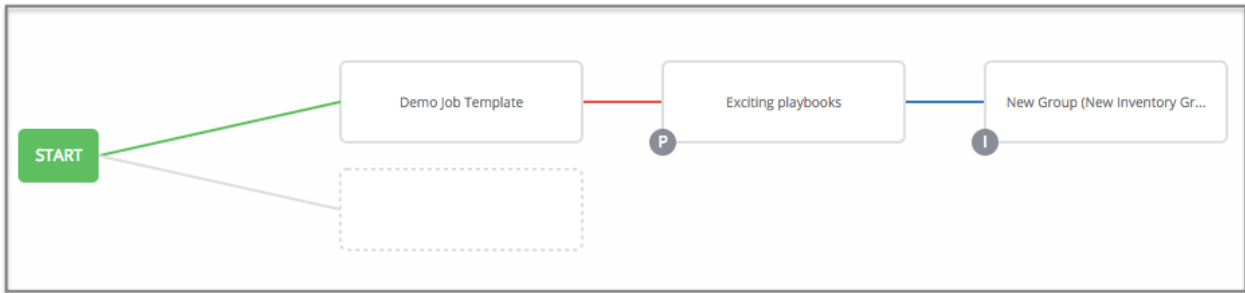 START
Demo Job Template
Exciting playbooks
P
New Group (New Inventory Gr...
I